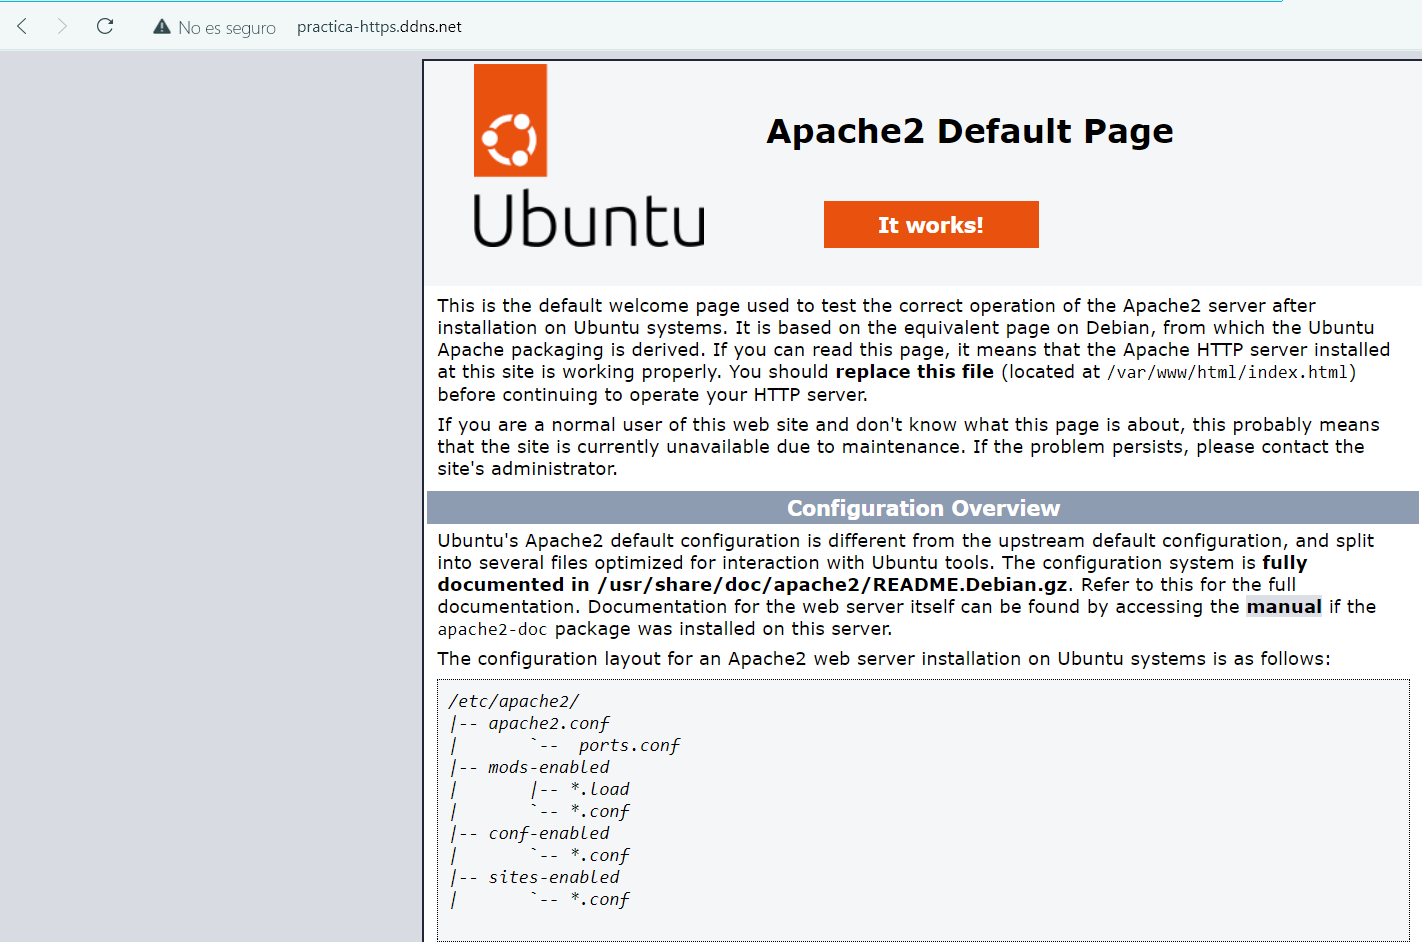 No es seguro practica-https.ddns.net
Ubuntu
Apache2 Default Page
It works!
This is the default welcome page used to test the correct operation of the Apache2 server after
installation on Ubuntu systems. It is based on the equivalent page on Debian, from which the Ubuntu
Apache packaging is derived. If you can read this page, it means that the Apache HTTP server installed
at this site is working properly. You should replace this file (located at /var/www/html/index.html)
before continuing to operate your HTTP server.
If you are a normal user of this web site and don't know what this page is about, this probably means
that the site is currently unavailable due to maintenance. If the problem persists, please contact the
site's administrator.
Configuration Overview
Ubuntu's Apache2 default configuration is different from the upstream default configuration, and split
into several files optimized for interaction with Ubuntu tools. The configuration system is fully
documented in /usr/share/doc/apache2/README.Debian.gz. Refer to this for the full
documentation. Documentation for the web server itself can be found by accessing the manual if the
apache2-doc package was installed on this server.
The configuration layout for an Apache2 web server installation on Ubuntu systems is as follows:
/etc/apache2/
|-- apache2.conf
|       `--  ports.conf
|-- mods-enabled
|       |-- *.load
|       `-- *.conf
|-- conf-enabled
|       `-- *.conf
|-- sites-enabled
|       `-- *.conf